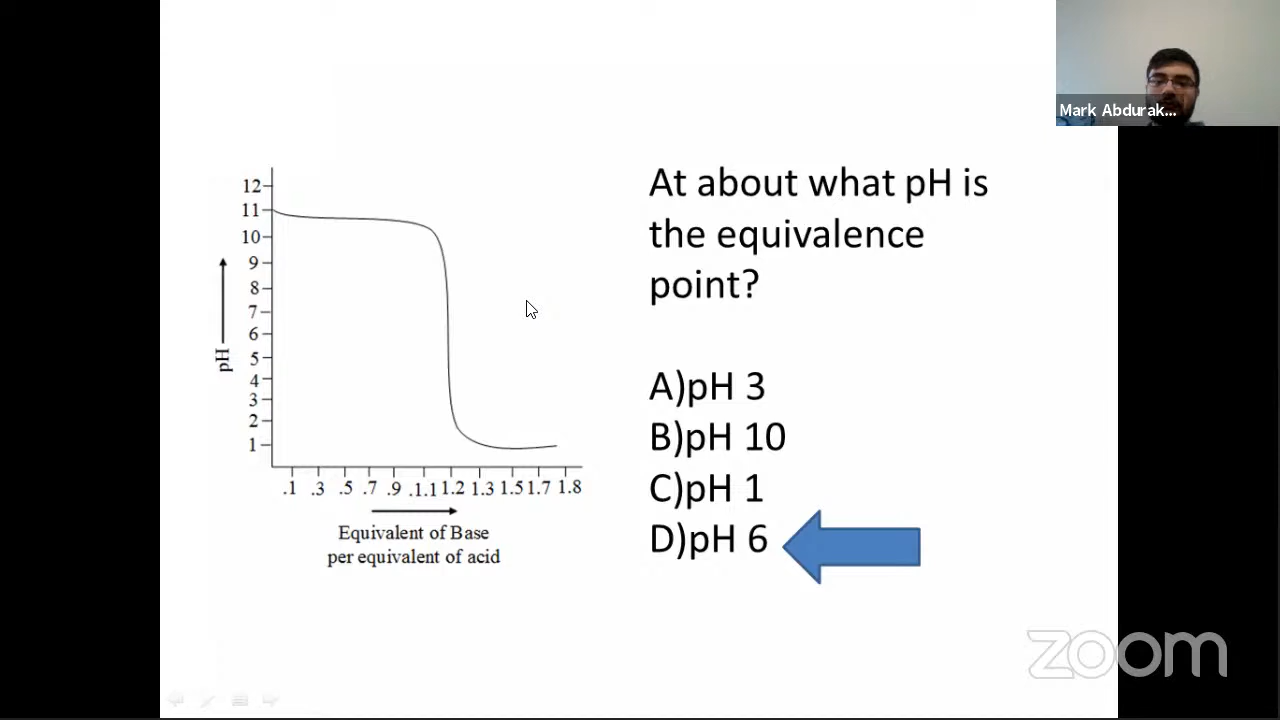 Mark Abdurak...
At about what pH is
the equivalence
point?
A)pH 3
B)pH 10
C)pH 1
D)pH 6
12
11
10
9
8
7
6
5
4
3
2
1
pH
.1 .3 .5 .7 .9 .1.1 1.2 1.3 1.5 1.7 1.8
Equivalent of Base
per equivalent of acid
zoom